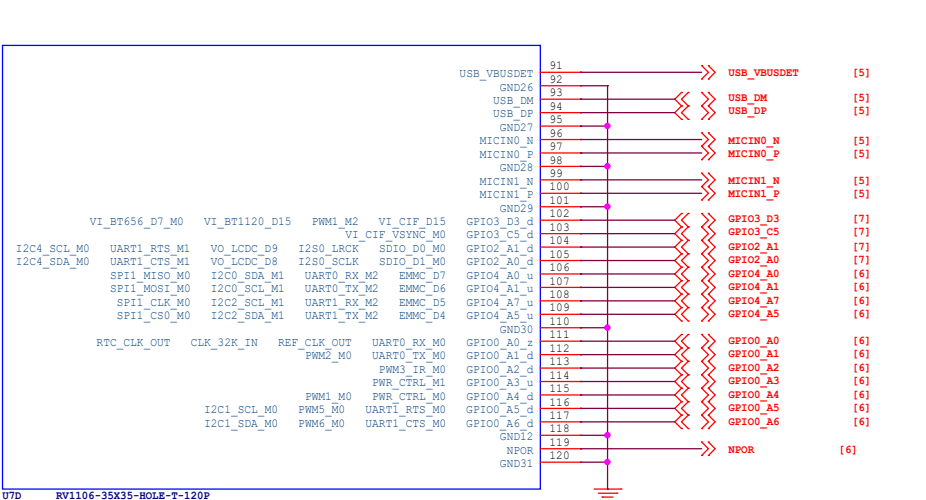 USB_VBUSDET 91 USB_VBUSDET [5]
GND26 92
USB_DM 93 USB_DM [5]
USB_DP 94 USB_DP [5]
GND27 95
MICIN0_N 96 MICIN0_N [5]
MICIN0_P 97 MICIN0_P [5]
GND28 98
MICIN1_N 99 MICIN1_N [5]
MICIN1_P 100 MICIN1_P [5]
GND29 101
VI_BT656_D7_M0 VI_BT1120_D15 PWM1_M2 VI_CIF_D15 GPIO3_D3_d 102 GPIO3_D3 [7]
VI_CIF_VSYNC_M0 GPIO3_C5_d 103 GPIO3_C5 [7]
I2C4_SCL_M0 UART1_RTS_M1 VO_LCDC_D9 I2S0_LRCK SDIO_D0_M0 GPIO2_A1_d 104 GPIO2_A1 [7]
I2C4_SDA_M0 UART1_CTS_M1 VO_LCDC_D8 I2S0_SCLK SDIO_D1_M0 GPIO2_A0_d 105 GPIO2_A0 [7]
SPI1_MISO_M0 I2C0_SDA_M1 UART0_RX_M2 EMMC_D7 GPIO4_A0_u 106 GPIO4_A0 [6]
SPI1_MOSI_M0 I2C0_SCL_M1 UART0_TX_M2 EMMC_D6 GPIO4_A1_u 107 GPIO4_A1 [6]
SPI1_CLK_M0 I2C2_SCL_M1 UART1_RX_M2 EMMC_D5 GPIO4_A7_u 108 GPIO4_A7 [6]
SPI1_CS0_M0 I2C2_SDA_M1 UART1_TX_M2 EMMC_D4 GPIO4_A5_u 109 GPIO4_A5 [6]
GND30 110
RTC_CLK_OUT CLK_32K_IN REF_CLK_OUT UART0_RX_M0 GPIO0_A0_z 111 GPIO0_A0 [6]
PWM2_M0 UART0_TX_M0 GPIO0_A1_d 112 GPIO0_A1 [6]
PWM3_IR_M0 GPIO0_A2_d 113 GPIO0_A2 [6]
PWR_CTRL_M1 GPIO0_A3_u 114 GPIO0_A3 [6]
PWM1_M0 PWR_CTRL_M0 GPIO0_A4_d 115 GPIO0_A4 [6]
I2C1_SCL_M0 PWM5_M0 UART1_RTS_M0 GPIO0_A5_d 116 GPIO0_A5 [6]
I2C1_SDA_M0 PWM6_M0 UART1_CTS_M0 GPIO0_A6_d 117 GPIO0_A6 [6]
GND12 118
NPOR 119 NPOR [6]
GND31 120
U7D RV1106-35X35-HOLE-T-120P